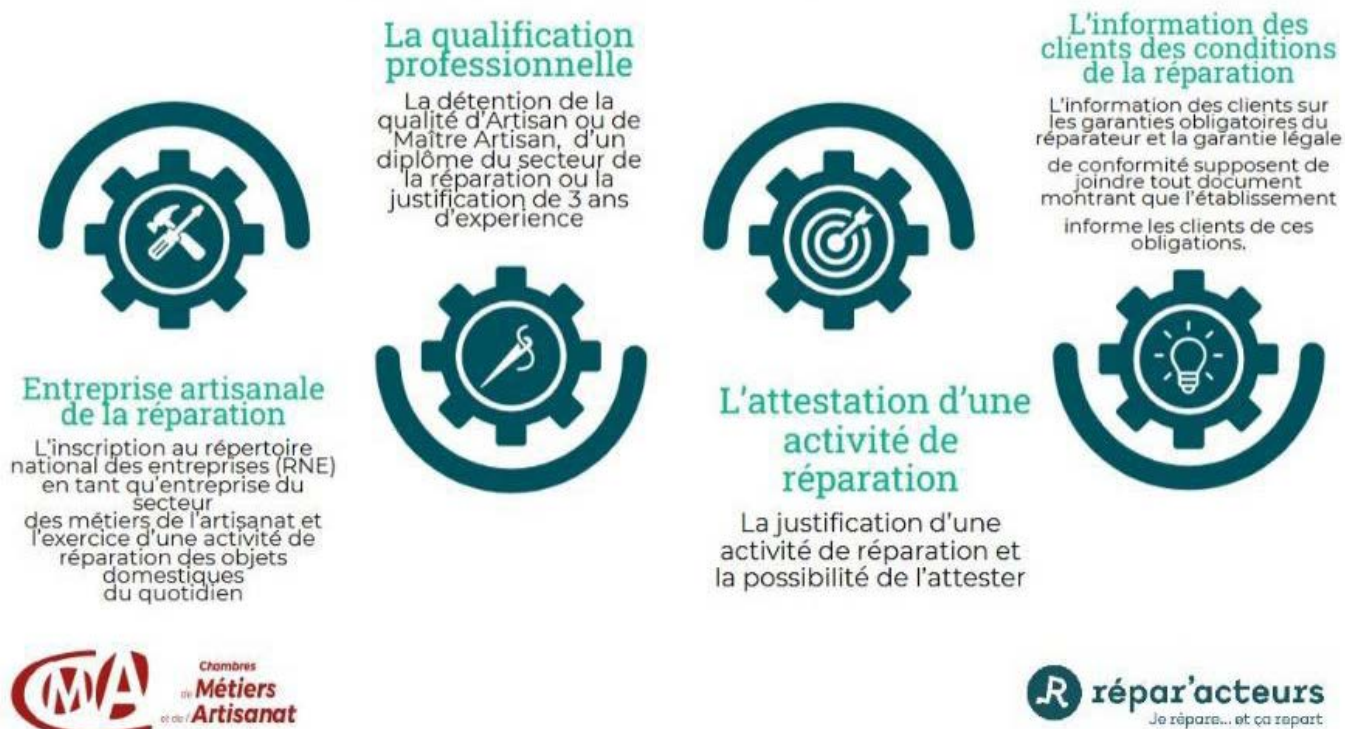 Entreprise artisanale
de la réparation
L'inscription au répertoire
national des entreprises (RNE)
en tant qu'entreprise du
secteur
des métiers de l'artisanat et
l'exercice d'une activité de
réparation des objets
domestiques
du quotidien
La qualification
professionnelle
La détention de la
qualité d'Artisan ou de
Maître Artisan, d'un
diplôme du secteur de
la réparation ou la
justification de 3 ans
d'experience
L'attestation d'une
activité de
réparation
La justification d'une
activité de réparation et
la possibilité de l'attester
L'information des
clients des conditions
de la réparation
L'information des clients sur
les garanties obligatoires du
réparateur et la garantie légale
de conformité supposent de
joindre tout document
montrant que l'établissement
informe les clients de ces
obligations.
CMA
Chambres
de Métiers
et de l'Artisanat
R répar'acteurs
Je répare... et ça repart